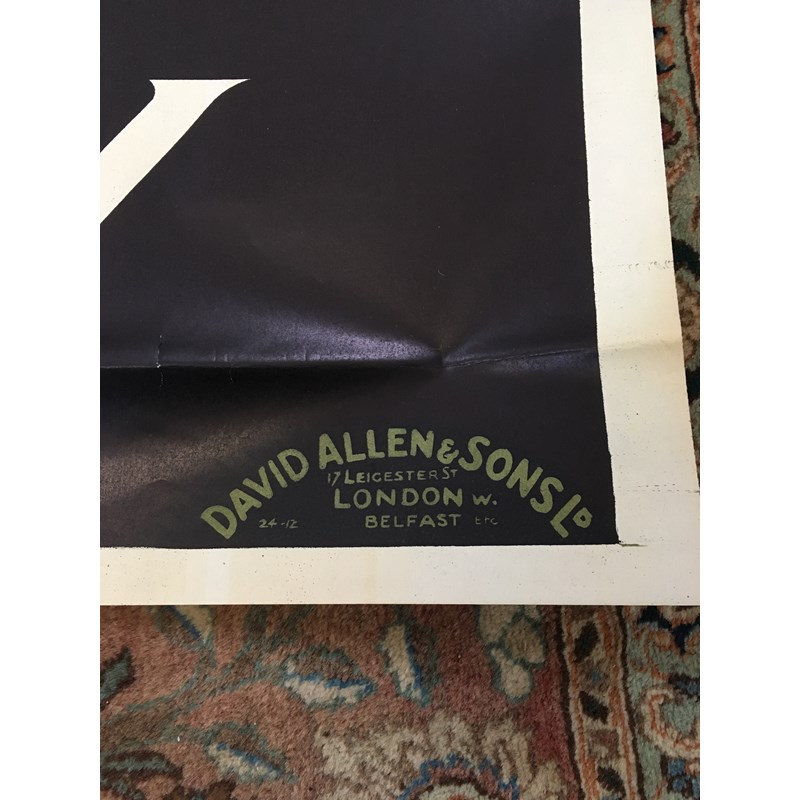 DAVID ALLEN & SONS LD
17 LEICESTER ST
LONDON W.
24-12 BELFAST ETC